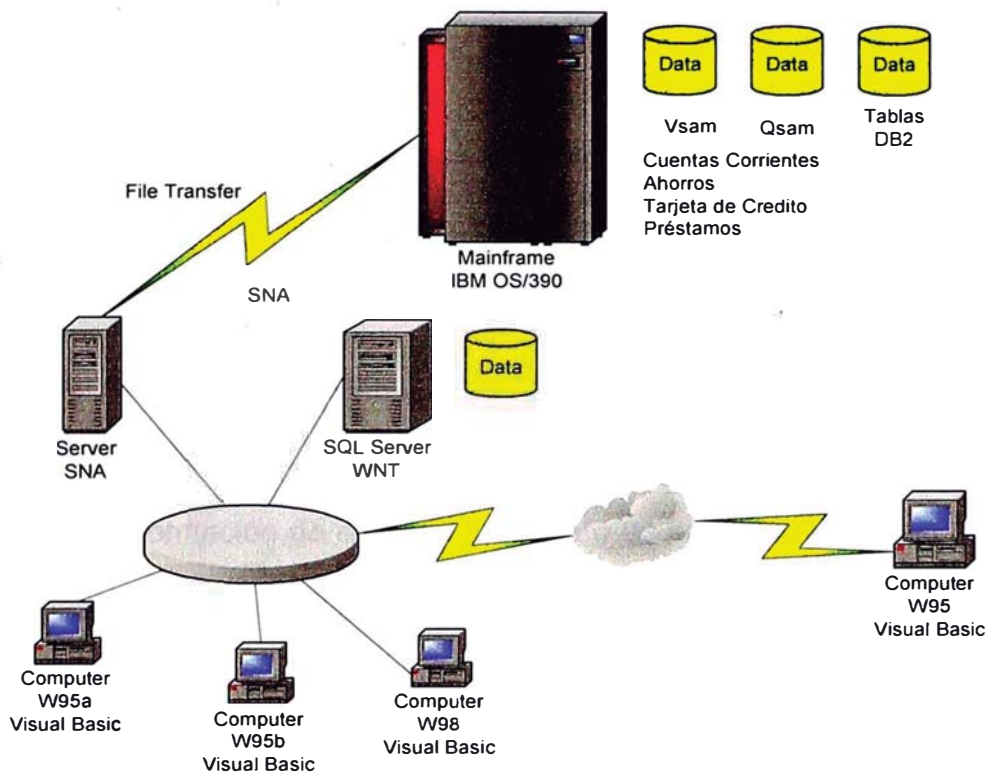 Data
Data
Data
Vsam
Qsam
Tablas
DB2
Cuentas Corrientes
Ahorros
Tarjeta de Credito
Préstamos
File Transfer
Mainframe
IBM OS/390
SNA
Data
Server
SNA
SQL Server
WNT
Computer
W95
Visual Basic
Computer
W95a
Visual Basic
Computer
W95b
Visual Basic
Computer
W98
Visual Basic